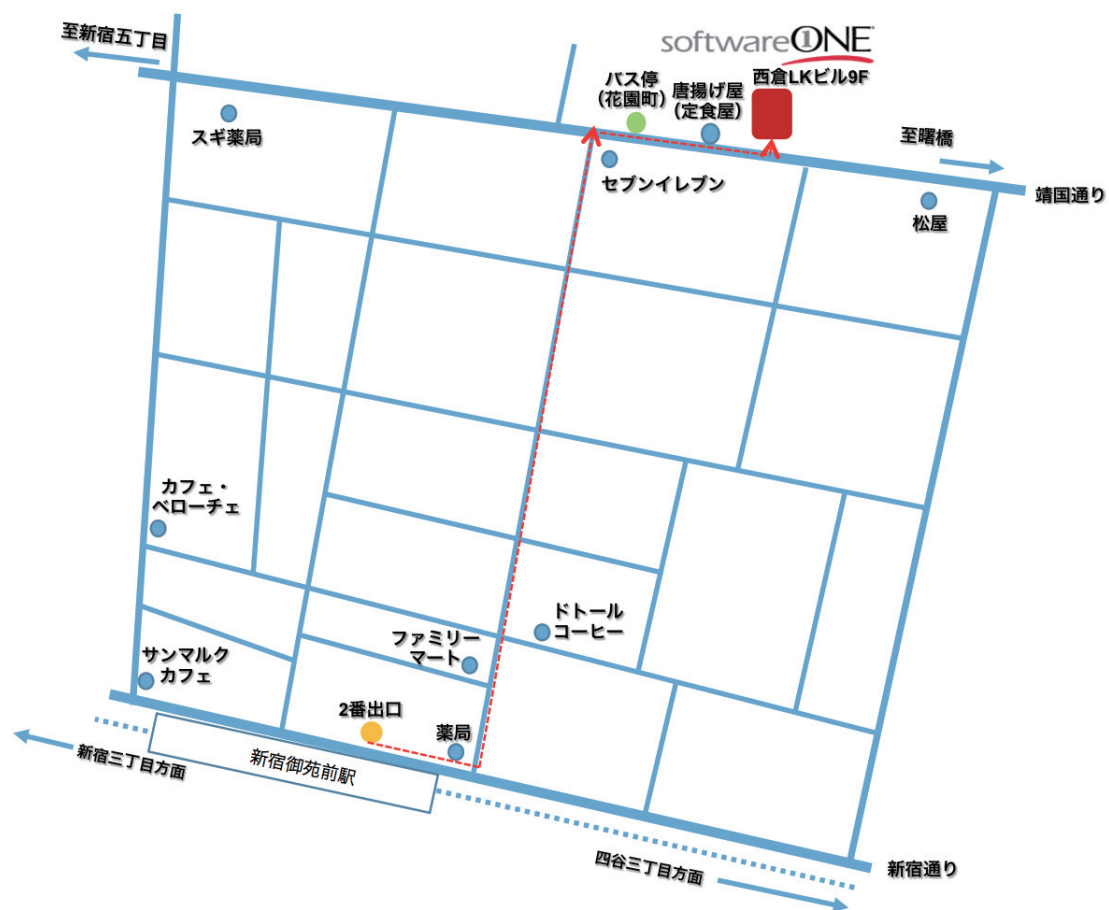 softwareONE
至新宿五丁目
バス停
(花園町)
唐揚げ屋
(定食屋)
西倉LKビル9F
スギ薬局
至曙橋
セブンイレブン
靖国通り
松屋
カフェ・
ベローチェ
ドトール
コーヒー
ファミリー
マート
サンマルク
カフェ
2番出口
薬局
新宿御苑前駅
新宿三丁目方面
四谷三丁目方面
新宿通り